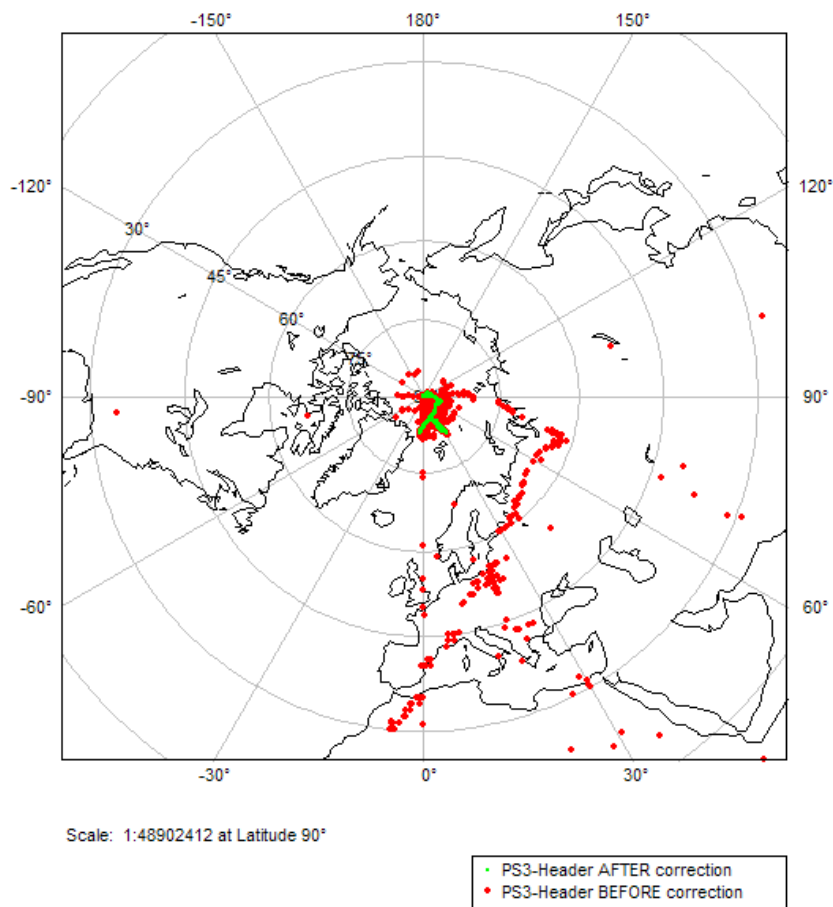 -150° 180° 150°
-120° 120°
30°
45°
60°
75°
-90° 90°
-60° 60°
-30° 0° 30°
Scale: 1:48902412 at Latitude 90°
PS3-Header AFTER correction
PS3-Header BEFORE correction